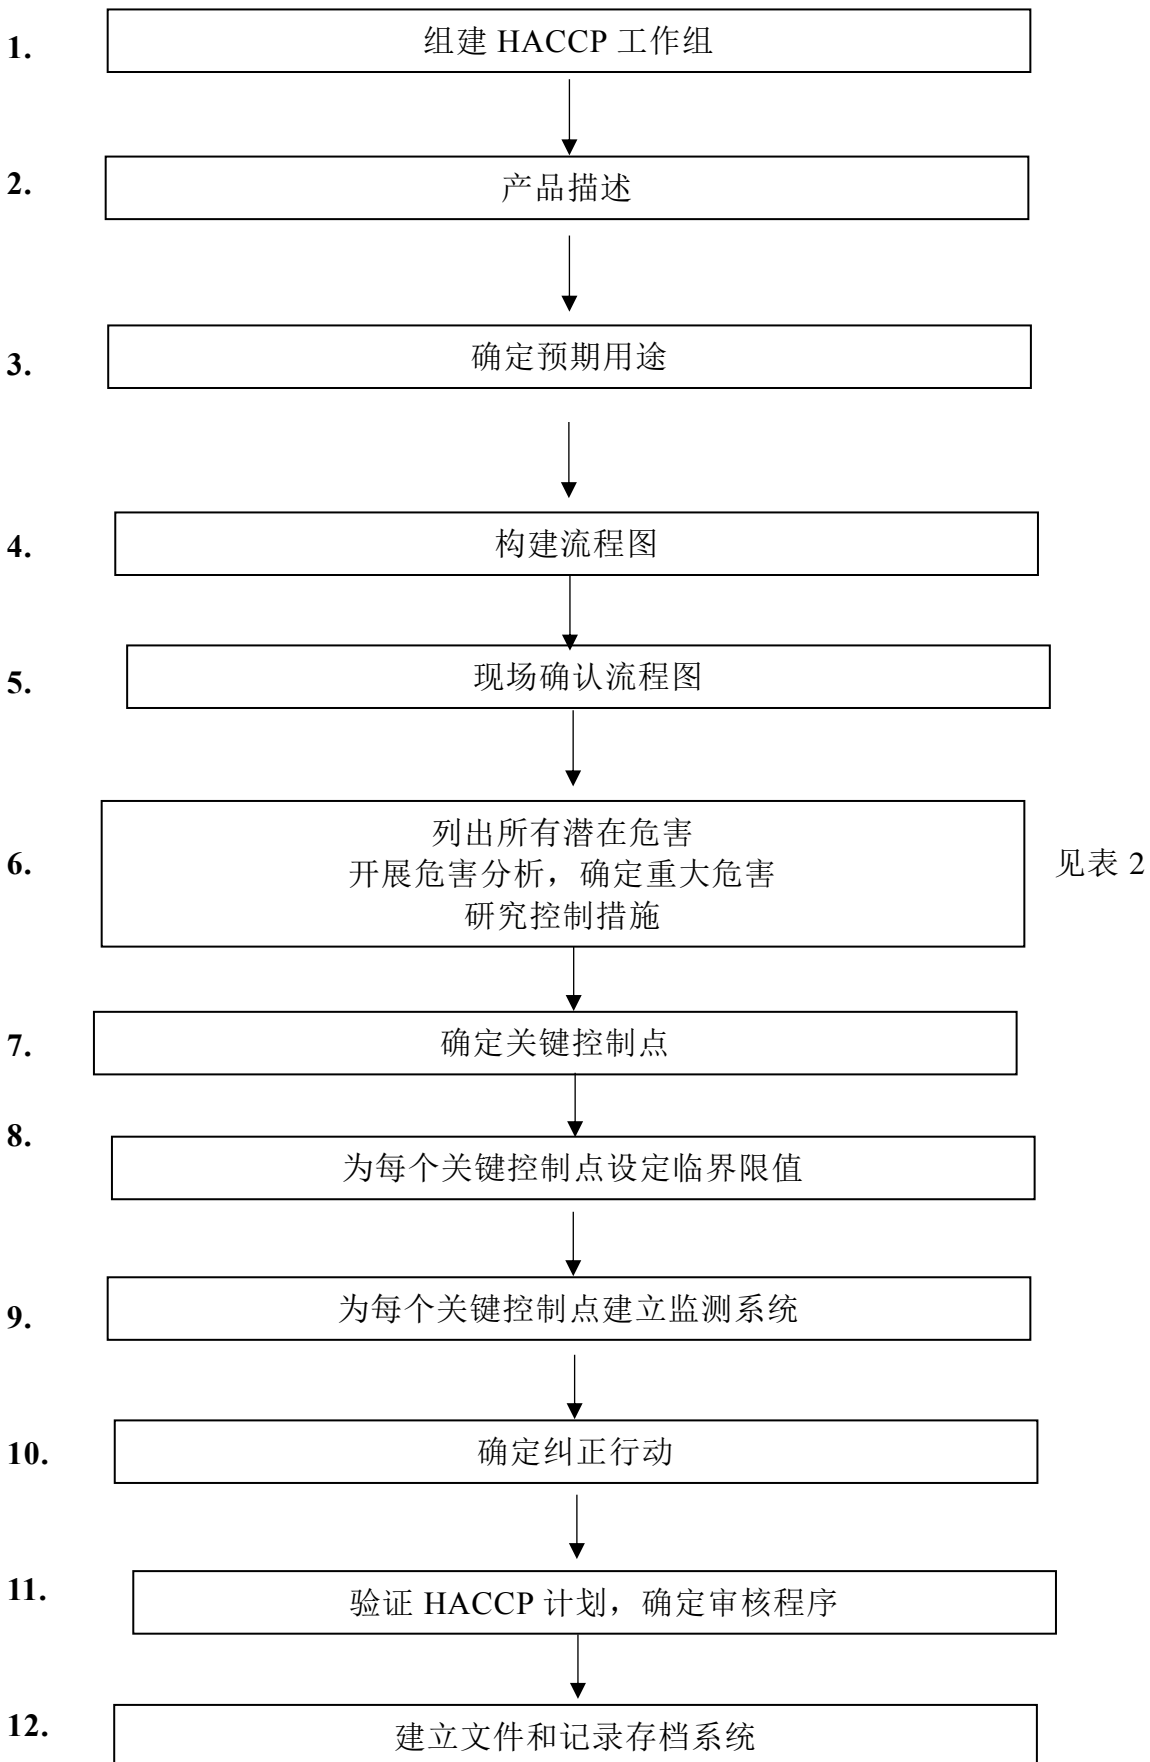 1. 组建 HACCP 工作组
2. 产品描述
3. 确定预期用途
4. 构建流程图
5. 现场确认流程图
列出所有潜在危害
6. 开展危害分析，确定重大危害 见表 2
研究控制措施
7. 确定关键控制点
8. 为每个关键控制点设定临界限值
9. 为每个关键控制点建立监测系统
10. 确定纠正行动
11. 验证 HACCP 计划，确定审核程序
12. 建立文件和记录存档系统